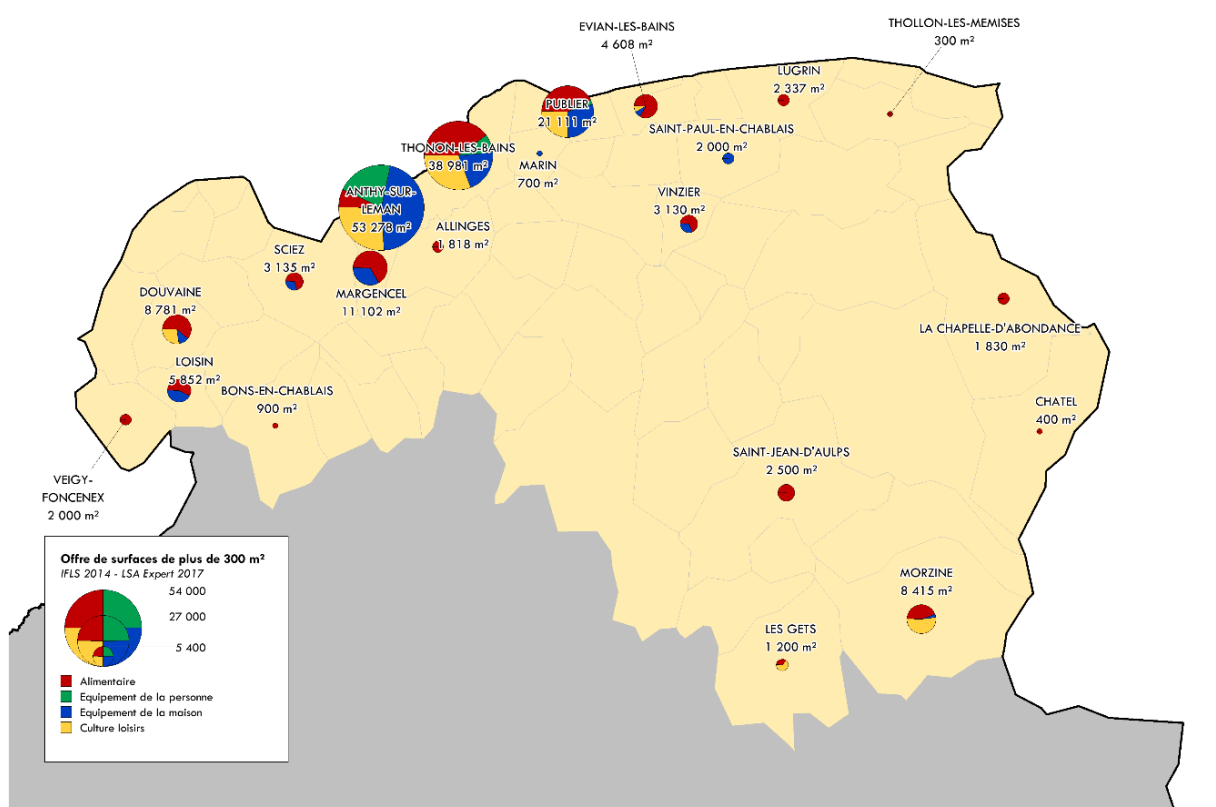 EVIAN-LES-BAINS
4 608 m²
THOLLON-LES-MEMISES
300 m²
LUGRIN
2 337 m²
PUBLIER
21 111 m²
SAINT-PAUL-EN-CHABLAIS
2 000 m²
THONON-LES-BAINS
38 981 m²
MARIN
700 m²
ANTHY-SUR-
LEMAN
53 278 m²
VINZIER
3 130 m²
ALLINGES
1 818 m²
SCIEZ
3 135 m²
MARGENCEL
11 102 m²
DOUVAINE
8 781 m²
LA CHAPELLE-D'ABONDANCE
1 830 m²
LOISIN
5 852 m²
BONS-EN-CHABLAIS
900 m²
CHATEL
400 m²
SAINT-JEAN-D'AULPS
2 500 m²
VEIGY-
FONCENEX
2 000 m²
MORZINE
8 415 m²
LES GETS
1 200 m²
Offre de surfaces de plus de 300 m²
IFLS 2014 - LSA Expert 2017
54 000
27 000
5 400
Alimentaire
Equipement de la personne
Equipement de la maison
Culture loisirs